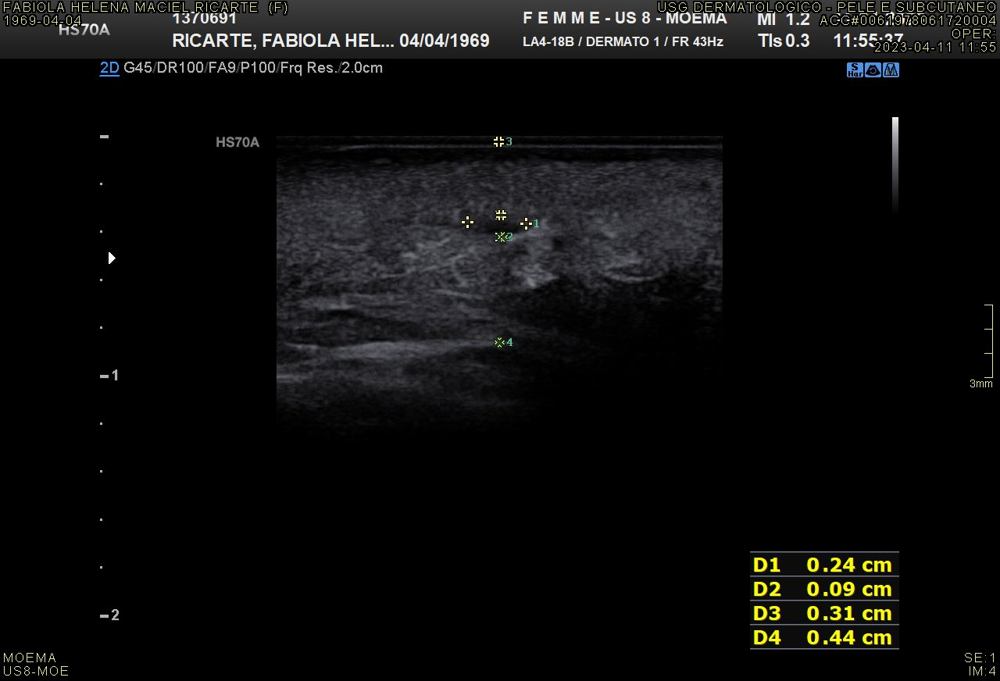 FABIOLA HELENA MACIEL RICARTE (F)
1969-04-04
HS70A
1370691
RICARTE, FABIOLA HEL... 04/04/1969
F E M M E - US 8 - MOEMA
LA4-18B / DERMATO 1 / FR 43Hz
MI 1.2
TIs 0.3
11:55:37
USG DERMATOLOGICO - PELE E SUBCUTANEO
ACC#0061978061720004
OPER:
2023-04-11 11:55
2D G45/DR100/FA9/P100/Frq Res./2.0cm
S
Har
HS70A
3
1
2
4
1
2
3mm
D1 0.24 cm
D2 0.09 cm
D3 0.31 cm
D4 0.44 cm
MOEMA
US8-MOE
SE:1
IM:4